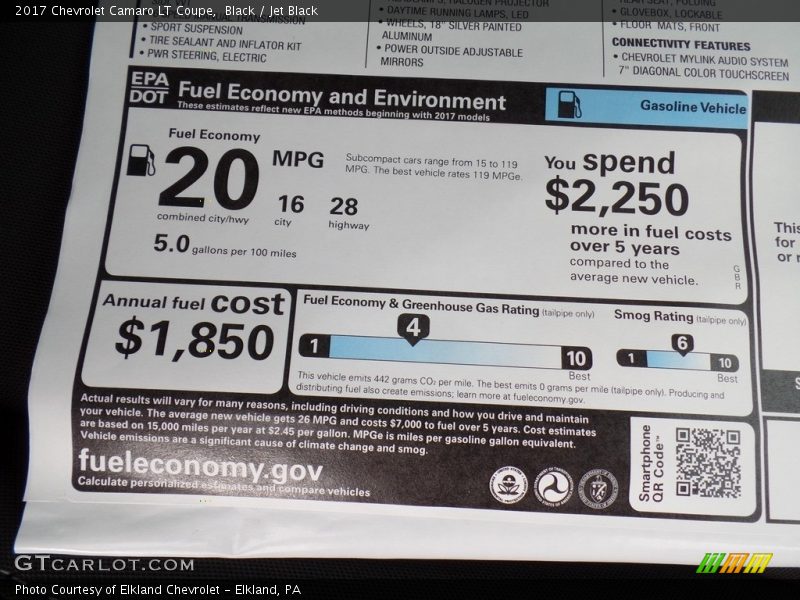 2017 Chevrolet Camaro LT Coupe, , Black / Jet Black
• SPORT SUSPENSION
• TIRE SEALANT AND INFLATOR KIT
• PWR STEERING, ELECTRIC
• DAYTIME RUNNING LAMPS, LED
• WHEELS, 18" SILVER PAINTED
ALUMINUM
• POWER OUTSIDE ADJUSTABLE
MIRRORS
• GLOVEBOX, LOCKABLE
• FLOOR MATS, FRONT
CONNECTIVITY FEATURES
• CHEVROLET MYLINK AUDIO SYSTEM
7" DIAGONAL COLOR TOUCHSCREEN
EPA
DOT
Fuel Economy and Environment
These estimates reflect new EPA methods beginning with 2017 models
Gasoline Vehicle
Fuel Economy
20 MPG
combined city/hwy
16
city
28
highway
Subcompact cars range from 15 to 119
MPG. The best vehicle rates 119 MPGe.
5.0 gallons per 100 miles
You spend
$2,250
more in fuel costs
over 5 years
compared to the
average new vehicle.
G
B
R
Annual fuel cost
$1,850
Fuel Economy & Greenhouse Gas Rating (tailpipe only)
1
4
10
Best
Smog Rating (tailpipe only)
1
6
10
Best
This vehicle emits 442 grams CO2 per mile. The best emits 0 grams per mile (tailpipe only). Producing and
distributing fuel also create emissions; learn more at fueleconomy.gov.
Actual results will vary for many reasons, including driving conditions and how you drive and maintain
your vehicle. The average new vehicle gets 26 MPG and costs $7,000 to fuel over 5 years. Cost estimates
are based on 15,000 miles per year at $2.45 per gallon. MPGe is miles per gasoline gallon equivalent.
Vehicle emissions are a significant cause of climate change and smog.
fueleconomy.gov
Calculate personalized estimates and compare vehicles
Smartphone
QR Code™
This
for
or
GTCARLOT.COM
Photo Courtesy of Elkland Chevrolet - Elkland, PA